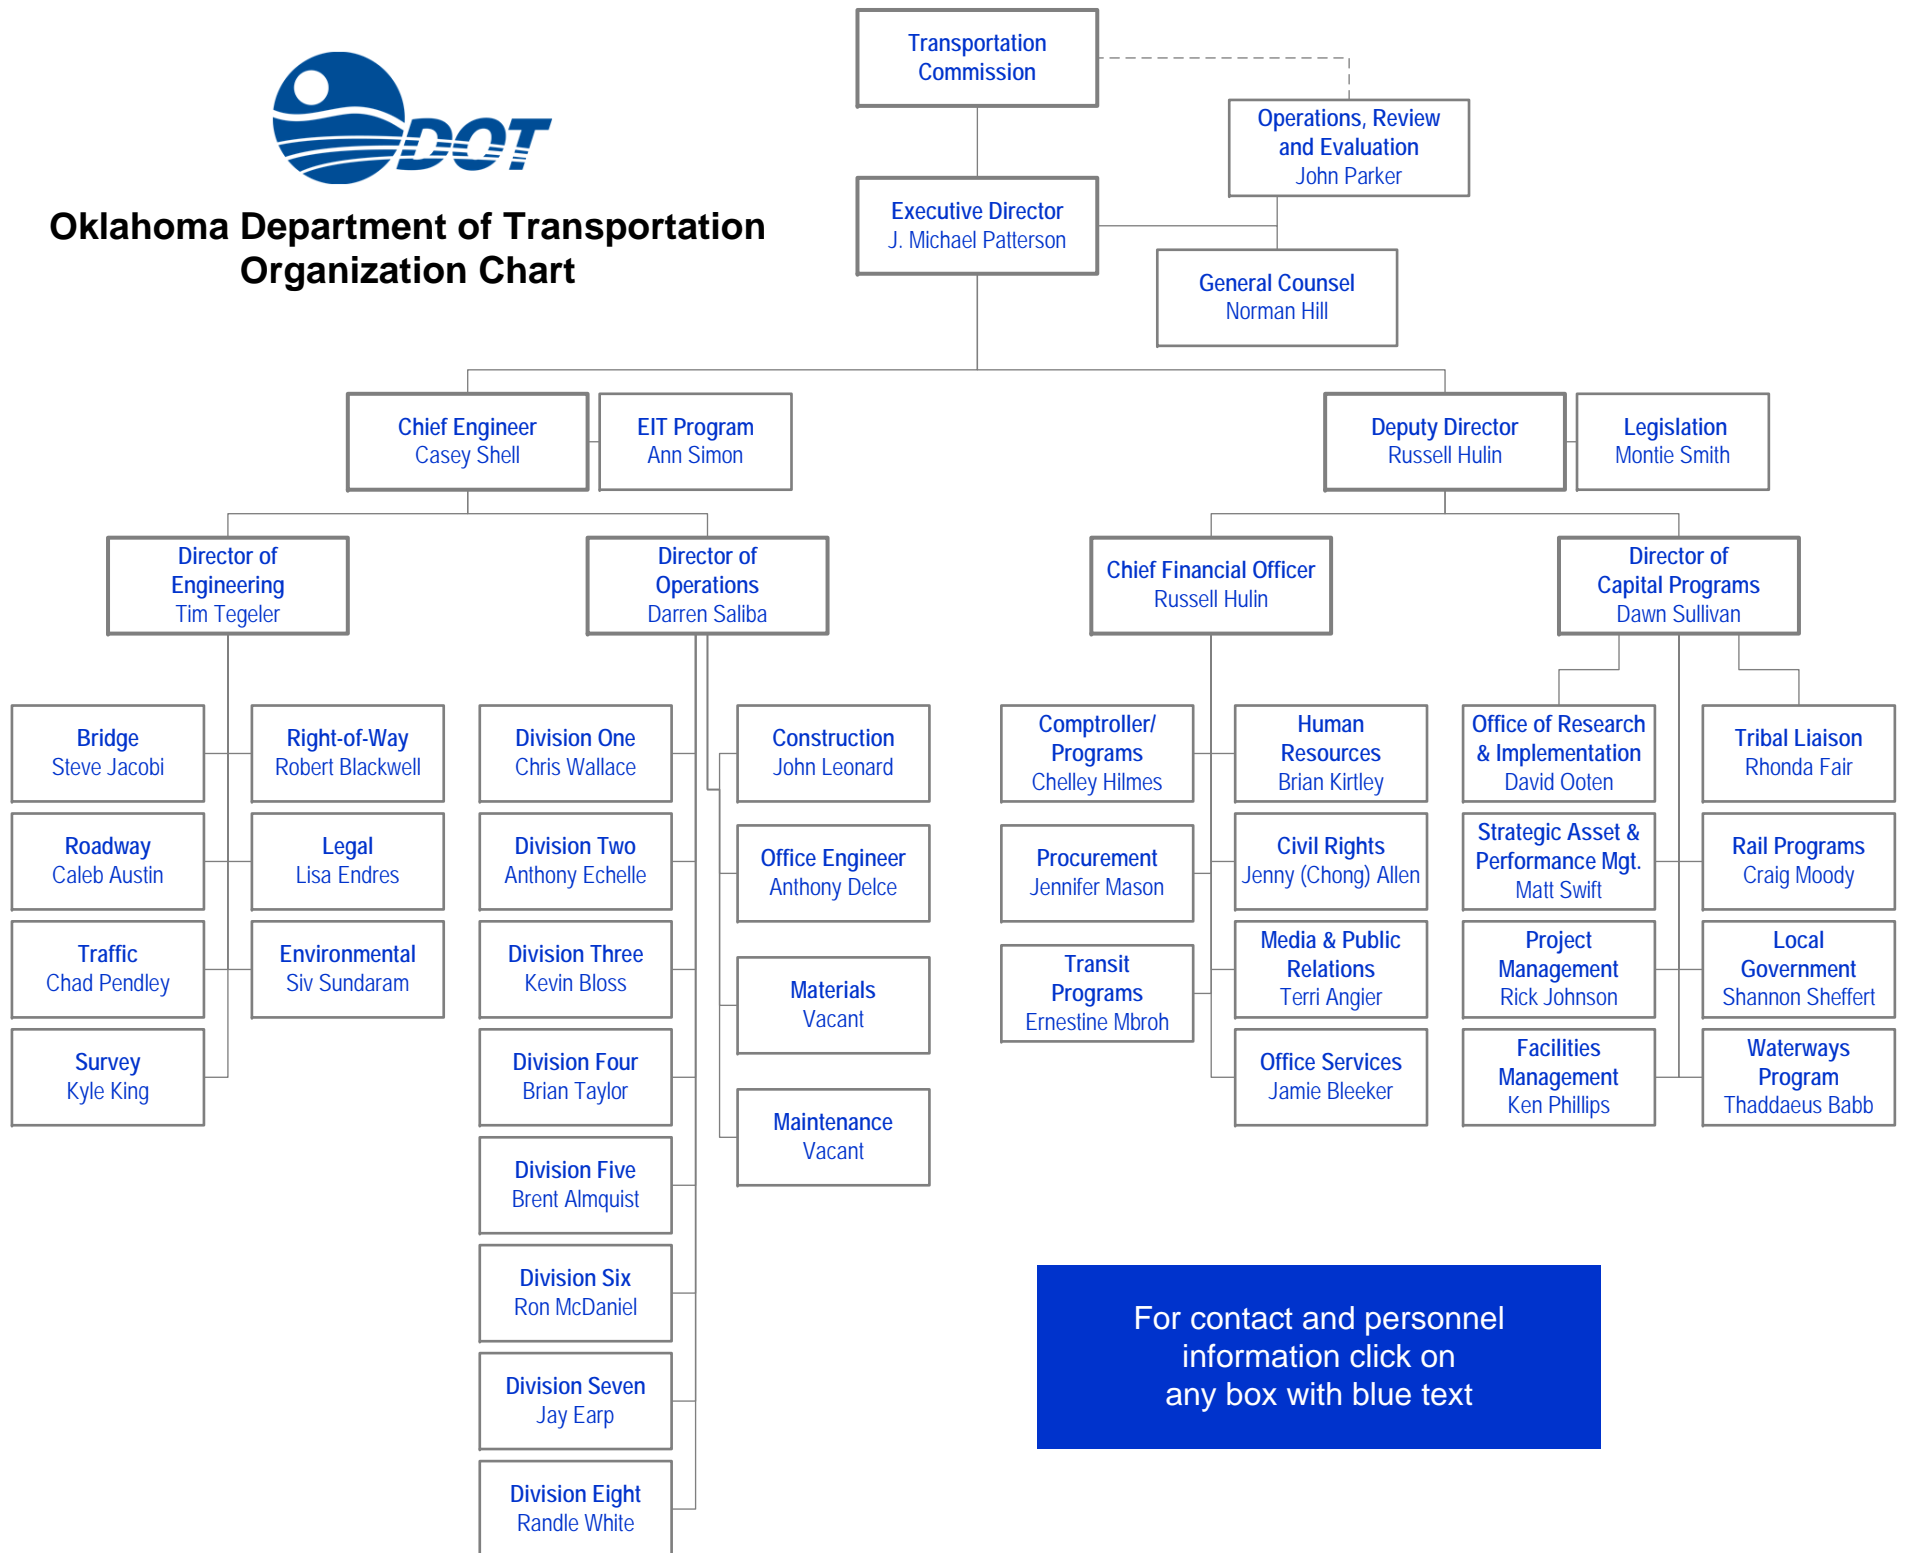 Transportation
Commission
DOT
Operations, Review
and Evaluation
John Parker
Oklahoma Department of Transportation
Organization Chart
Executive Director
J. Michael Patterson
General Counsel
Norman Hill
Chief Engineer
Casey Shell
EIT Program
Ann Simon
Deputy Director
Russell Hulin
Legislation
Montie Smith
Director of
Engineering
Tim Tegeler
Director of
Operations
Darren Saliba
Chief Financial Officer
Russell Hulin
Director of
Capital Programs
Dawn Sullivan
Bridge
Steve Jacobi
Right-of-Way
Robert Blackwell
Roadway
Caleb Austin
Legal
Lisa Endres
Traffic
Chad Pendley
Environmental
Siv Sundaram
Survey
Kyle King
Division One
Chris Wallace
Division Two
Anthony Echelle
Division Three
Kevin Bloss
Division Four
Brian Taylor
Division Five
Brent Almquist
Division Six
Ron McDaniel
Division Seven
Jay Earp
Division Eight
Randle White
Construction
John Leonard
Office Engineer
Anthony Delce
Materials
Vacant
Maintenance
Vacant
Comptroller/
Programs
Chelley Hilmes
Human
Resources
Brian Kirtley
Procurement
Jennifer Mason
Civil Rights
Jenny (Chong) Allen
Transit
Programs
Ernestine Mbroh
Media & Public
Relations
Terri Angier
Office Services
Jamie Bleeker
Office of Research
& Implementation
David Ooten
Tribal Liaison
Rhonda Fair
Strategic Asset &
Performance Mgt.
Matt Swift
Rail Programs
Craig Moody
Project
Management
Rick Johnson
Local
Government
Shannon Sheffert
Facilities
Management
Ken Phillips
Waterways
Program
Thaddaeus Babb
For contact and personnel
information click on
any box with blue text